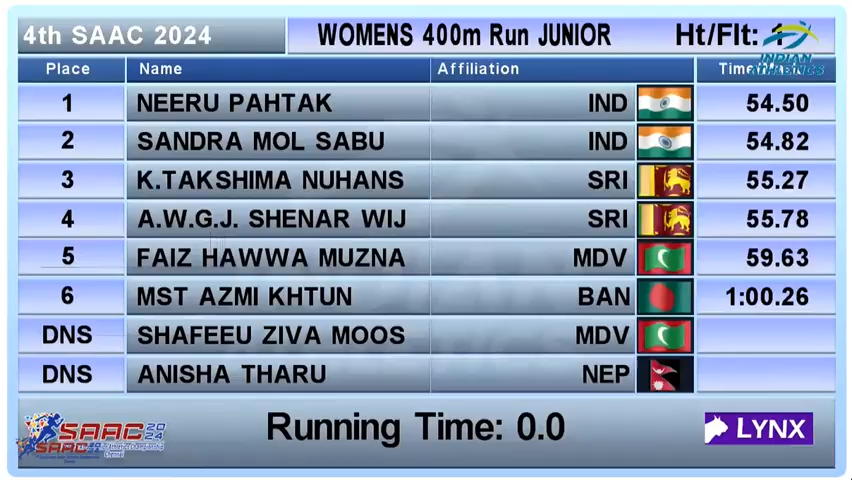 4th SAAC 2024 WOMENS 400m Run JUNIOR Ht/Flt: 1
INDIAN ATHLETICS
Place Name Affiliation
1 NEERU PAHTAK IND 54.50
2 SANDRA MOL SABU IND 54.82
3 K.TAKSHIMA NUHANS SRI 55.27
4 A.W.G.J. SHENAR WIJ SRI 55.78
5 FAIZ HAWWA MUZNA MDV 59.63
6 MST AZMI KHTUN BAN 1:00.26
DNS SHAFEEU ZIVA MOOS MDV
DNS ANISHA THARU NEP
SAAC 2024 Running Time: 0.0 LYNX